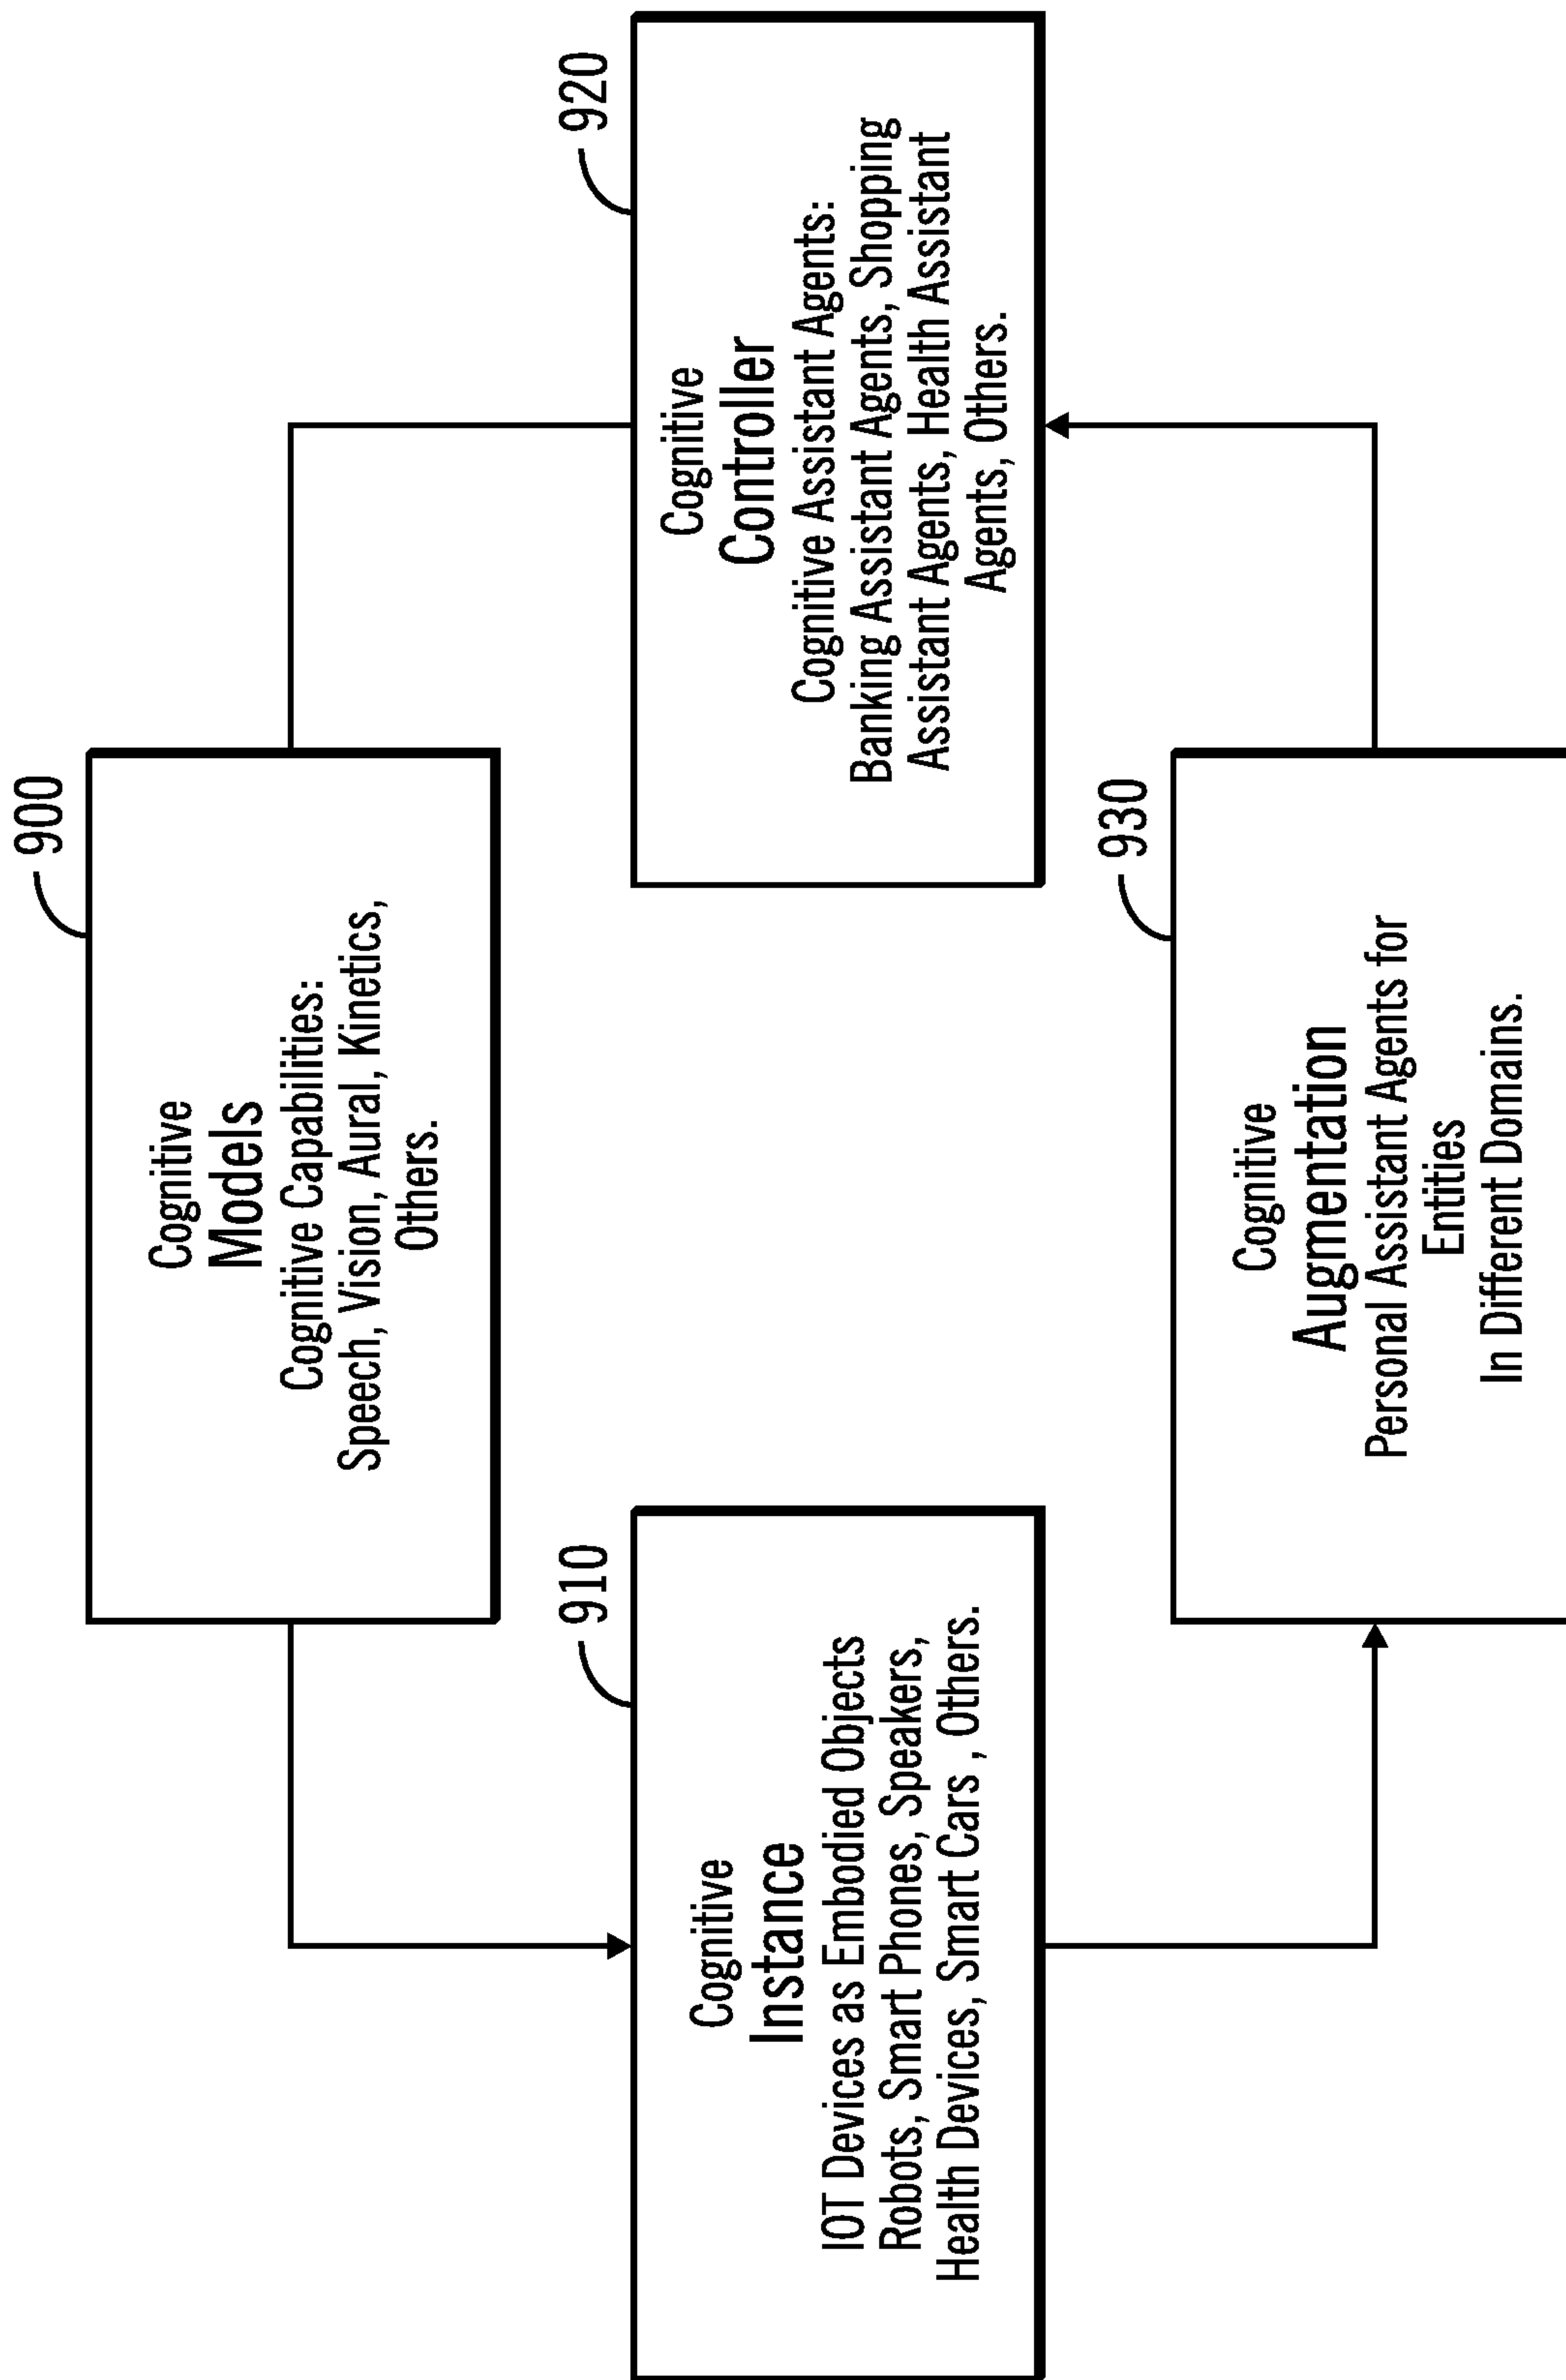 900
Cognitive
Models
Cognitive Capabilities:
Speech, Vision, Aural, Kinetics,
Others.
910
Cognitive
Instance
IOT Devices as Embodied Objects
Robots, Smart Phones, Speakers,
Health Devices, Smart Cars , Others.
920
Cognitive
Controller
Cognitive Assistant Agents:
Banking Assistant Agents, Shopping
Assistant Agents, Health Assistant
Agents, Others.
930
Cognitive
Augmentation
Personal Assistant Agents for
Entities
In Different Domains.